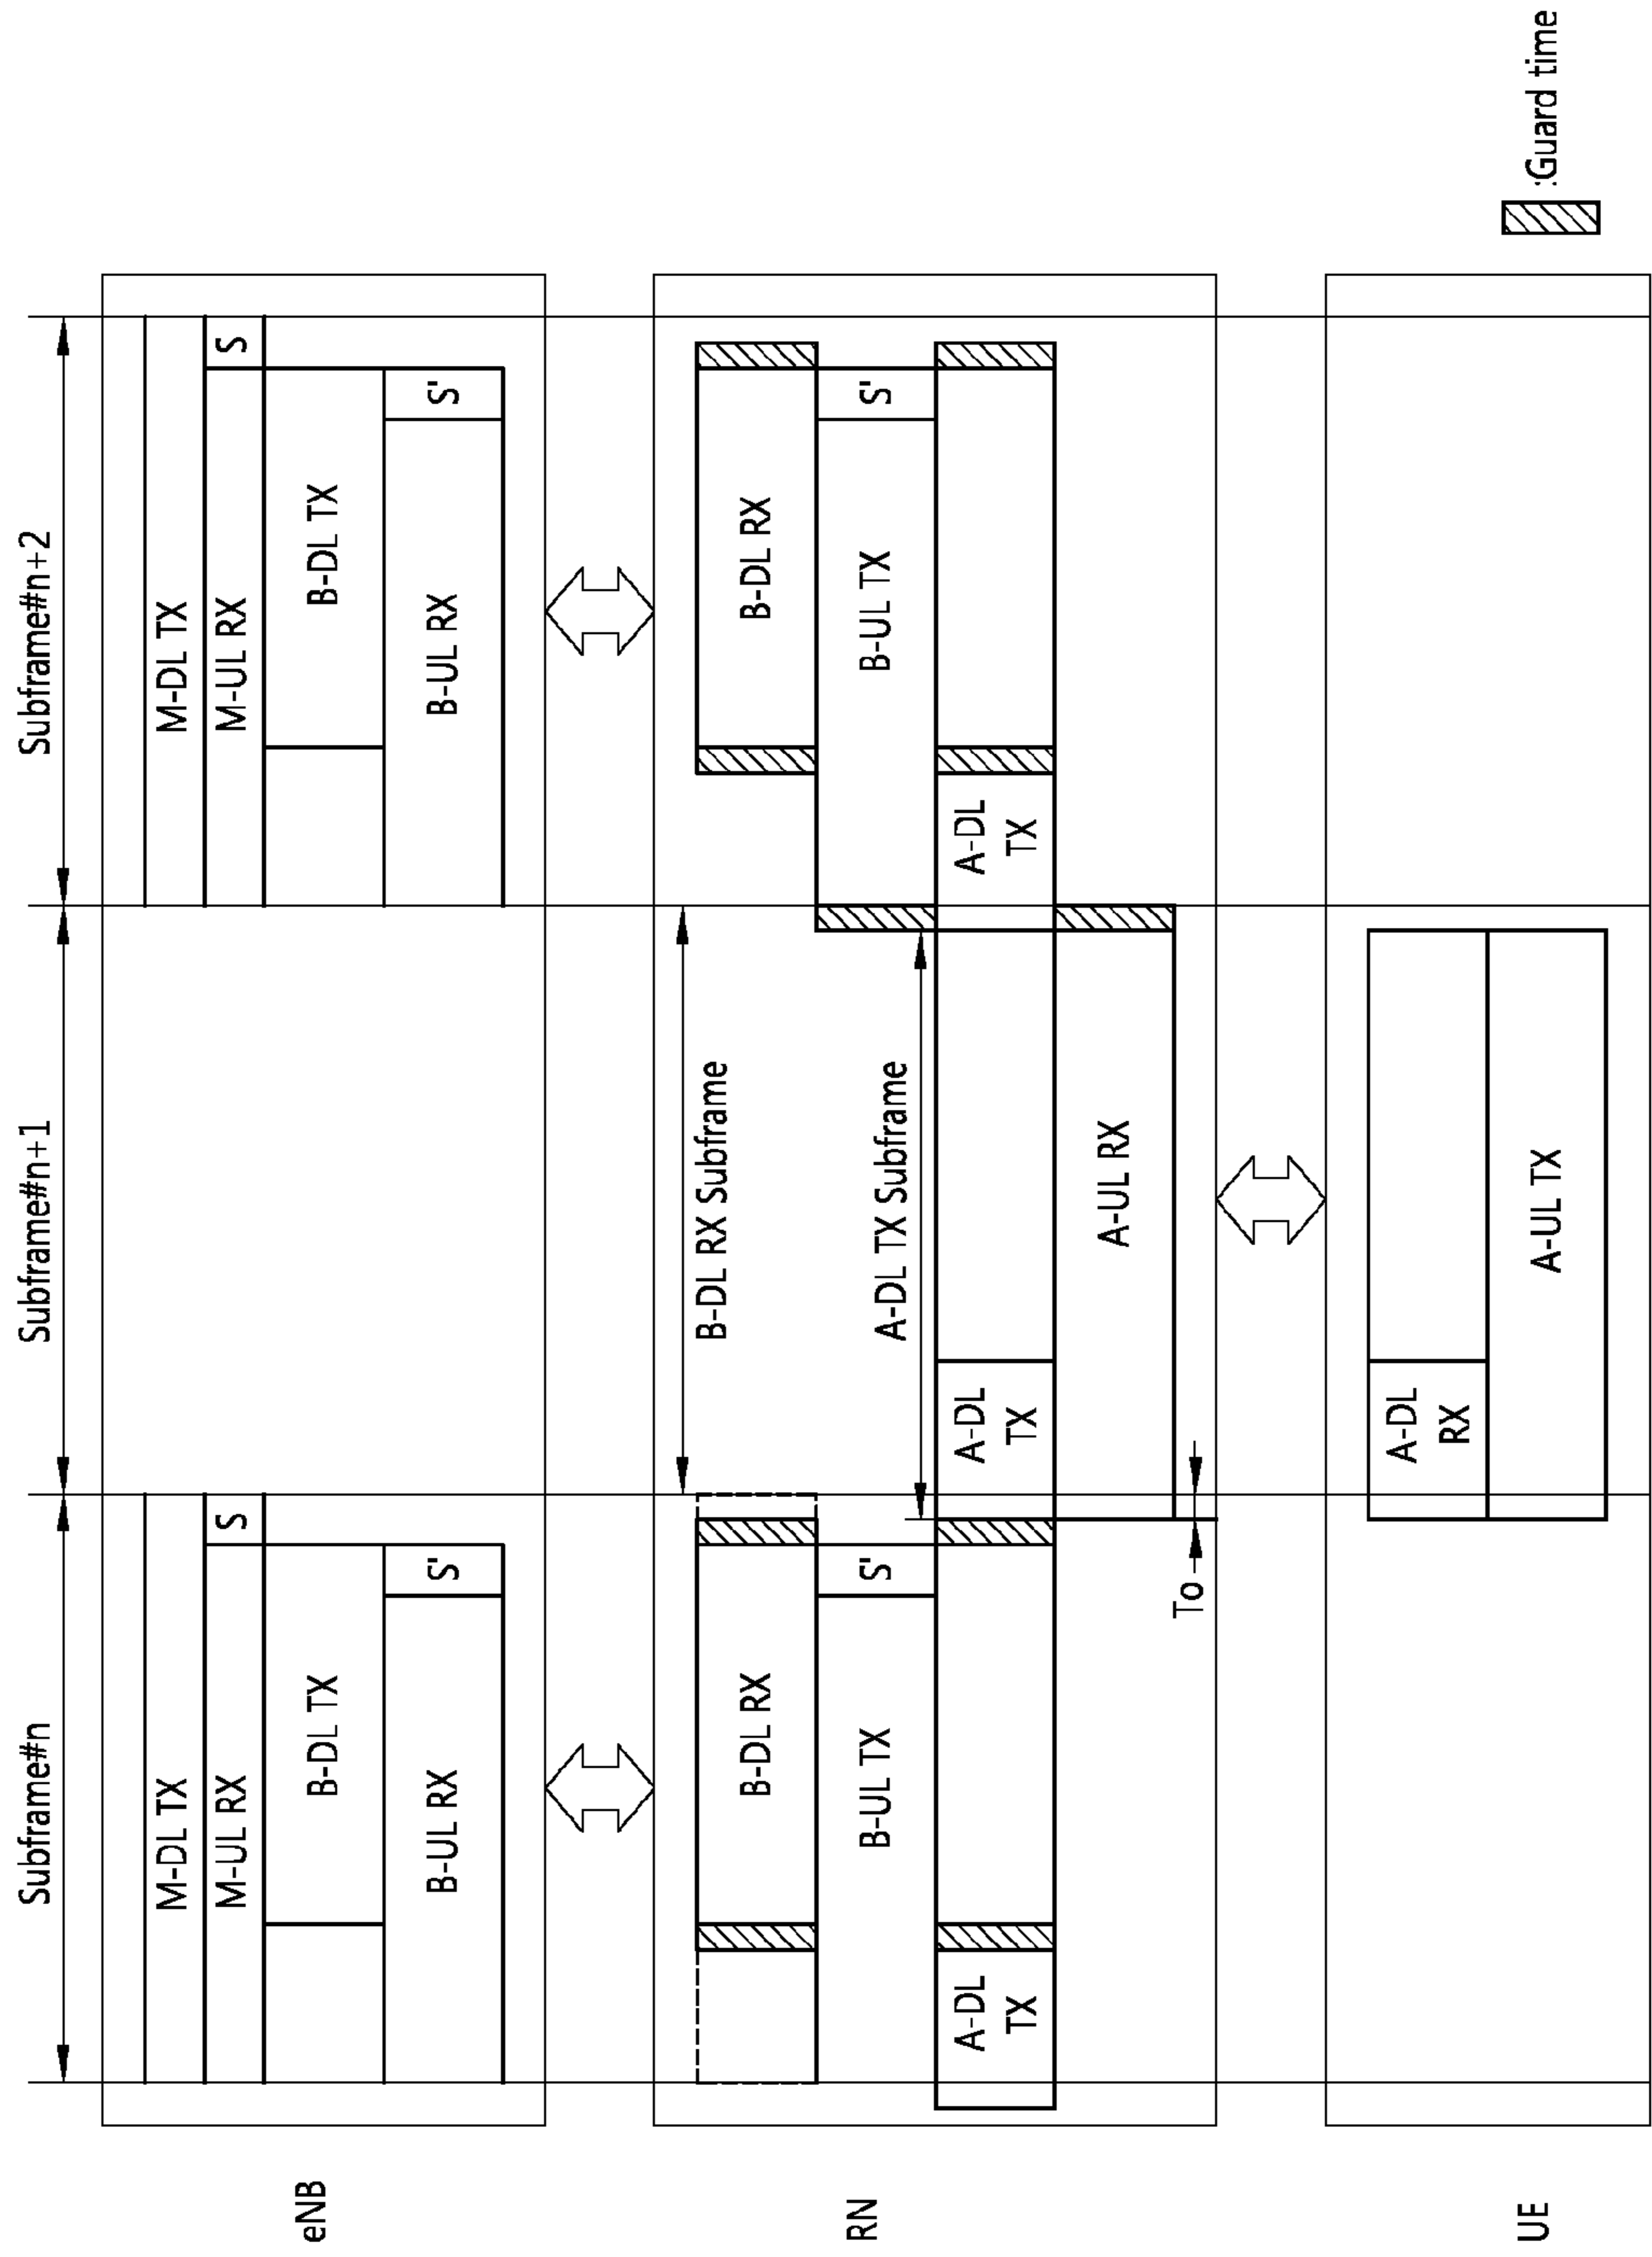 Subframe#n
Subframe#n+1
Subframe#n+2
eNB
M-DL TX
M-UL RX
S
B-DL TX
B-UL RX
S'
M-DL TX
M-UL RX
S
B-DL TX
B-UL RX
S'
RN
B-DL RX
B-UL TX
S'
A-DL
TX
B-DL RX Subframe
A-DL TX Subframe
A-DL
TX
A-UL RX
To
B-DL RX
B-UL TX
S'
A-DL
TX
UE
A-DL
RX
A-UL TX
:Guard time